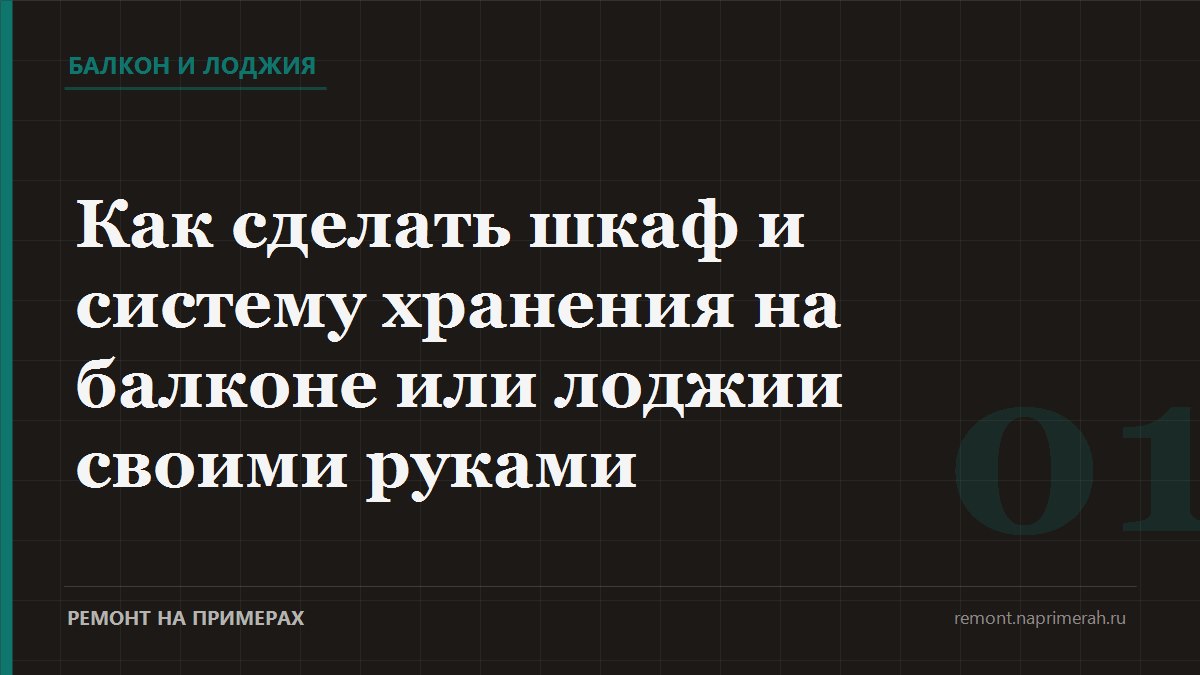 БАЛКОН И ЛОДЖИЯ
Как сделать шкаф и
систему хранения на
балконе или лоджии
своими руками
01
РЕМОНТ НА ПРИМЕРАХ
remont.naprimerah.ru